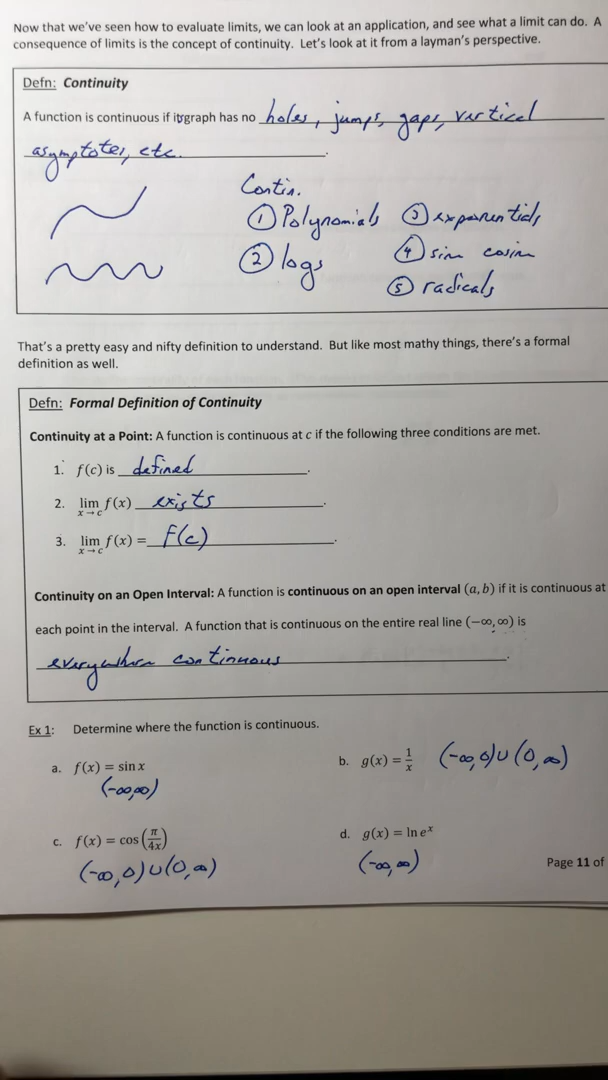 Now that we've seen how to evaluate limits, we can look at an application, and see what a limit can do. A
consequence of limits is the concept of continuity. Let's look at it from a layman's perspective.
Defn: Continuity
A function is continuous if its graph has no holes, jumps, gaps, vertical
asymptotes, etc.
Contin.
① Polynomials ③ exponentials
② logs ④ sine cosine
⑤ radicals
That's a pretty easy and nifty definition to understand. But like most mathy things, there's a formal
definition as well.
Defn: Formal Definition of Continuity
Continuity at a Point: A function is continuous at c if the following three conditions are met.
1. f(c) is defined.
2. lim x→c f(x) exists.
3. lim x→c f(x) = f(c).
Continuity on an Open Interval: A function is continuous on an open interval (a, b) if it is continuous at
each point in the interval. A function that is continuous on the entire real line (−∞, ∞) is
everywhere continuous.
Ex 1: Determine where the function is continuous.
a. f(x) = sin x b. g(x) = 1/x (-∞, 0) ∪ (0, ∞)
(-∞, ∞)
c. f(x) = cos(π/4x) d. g(x) = ln e^x
(-∞, 0) ∪ (0, ∞) (-∞, ∞) Page 11 of